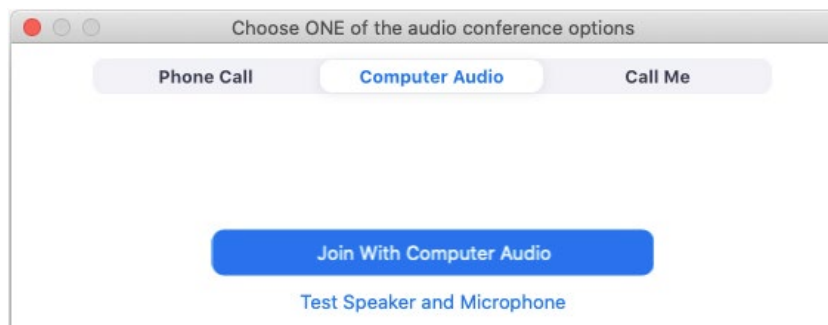 Choose ONE of the audio conference options
Phone Call Computer Audio Call Me
Join With Computer Audio
Test Speaker and Microphone